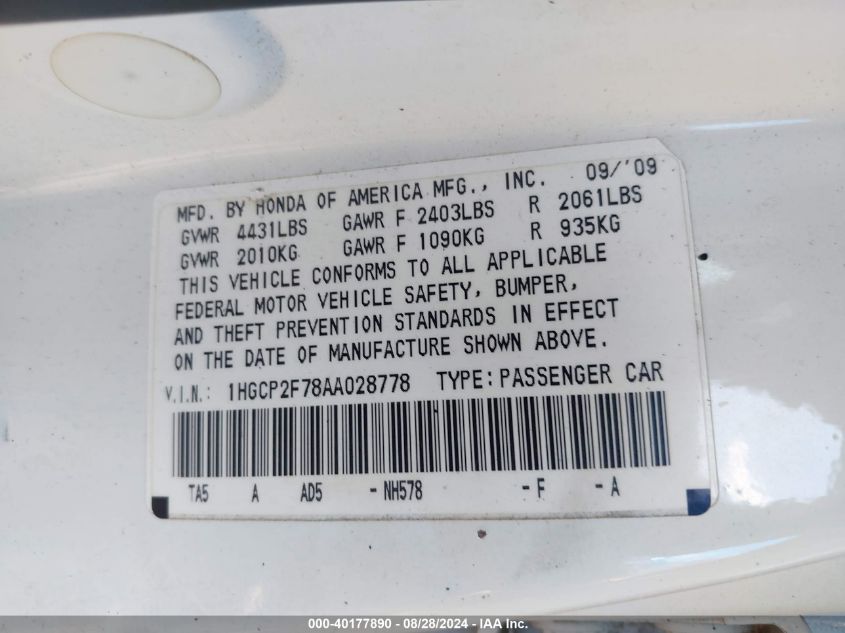 MFD. BY HONDA OF AMERICA MFG., INC. 09/'09
GVWR 4431LBS GAWR F 2403LBS R 2061LBS
GVWR 2010KG GAWR F 1090KG R 935KG
THIS VEHICLE CONFORMS TO ALL APPLICABLE
FEDERAL MOTOR VEHICLE SAFETY, BUMPER,
AND THEFT PREVENTION STANDARDS IN EFFECT
ON THE DATE OF MANUFACTURE SHOWN ABOVE.
V.I.N.: 1HGCP2F78AA028778 TYPE: PASSENGER CAR
TA5 A AD5 -NH578 -F -A
000-40177890 - 08/28/2024 - IAA Inc.